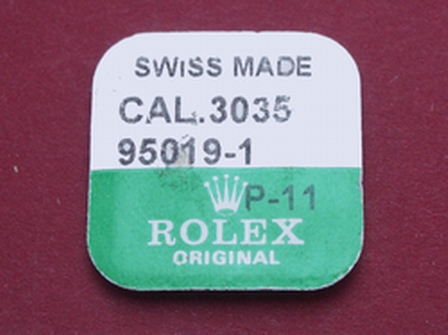 SWISS MADE
CAL.3035
95019-1
P-11
ROLEX
ORIGINAL